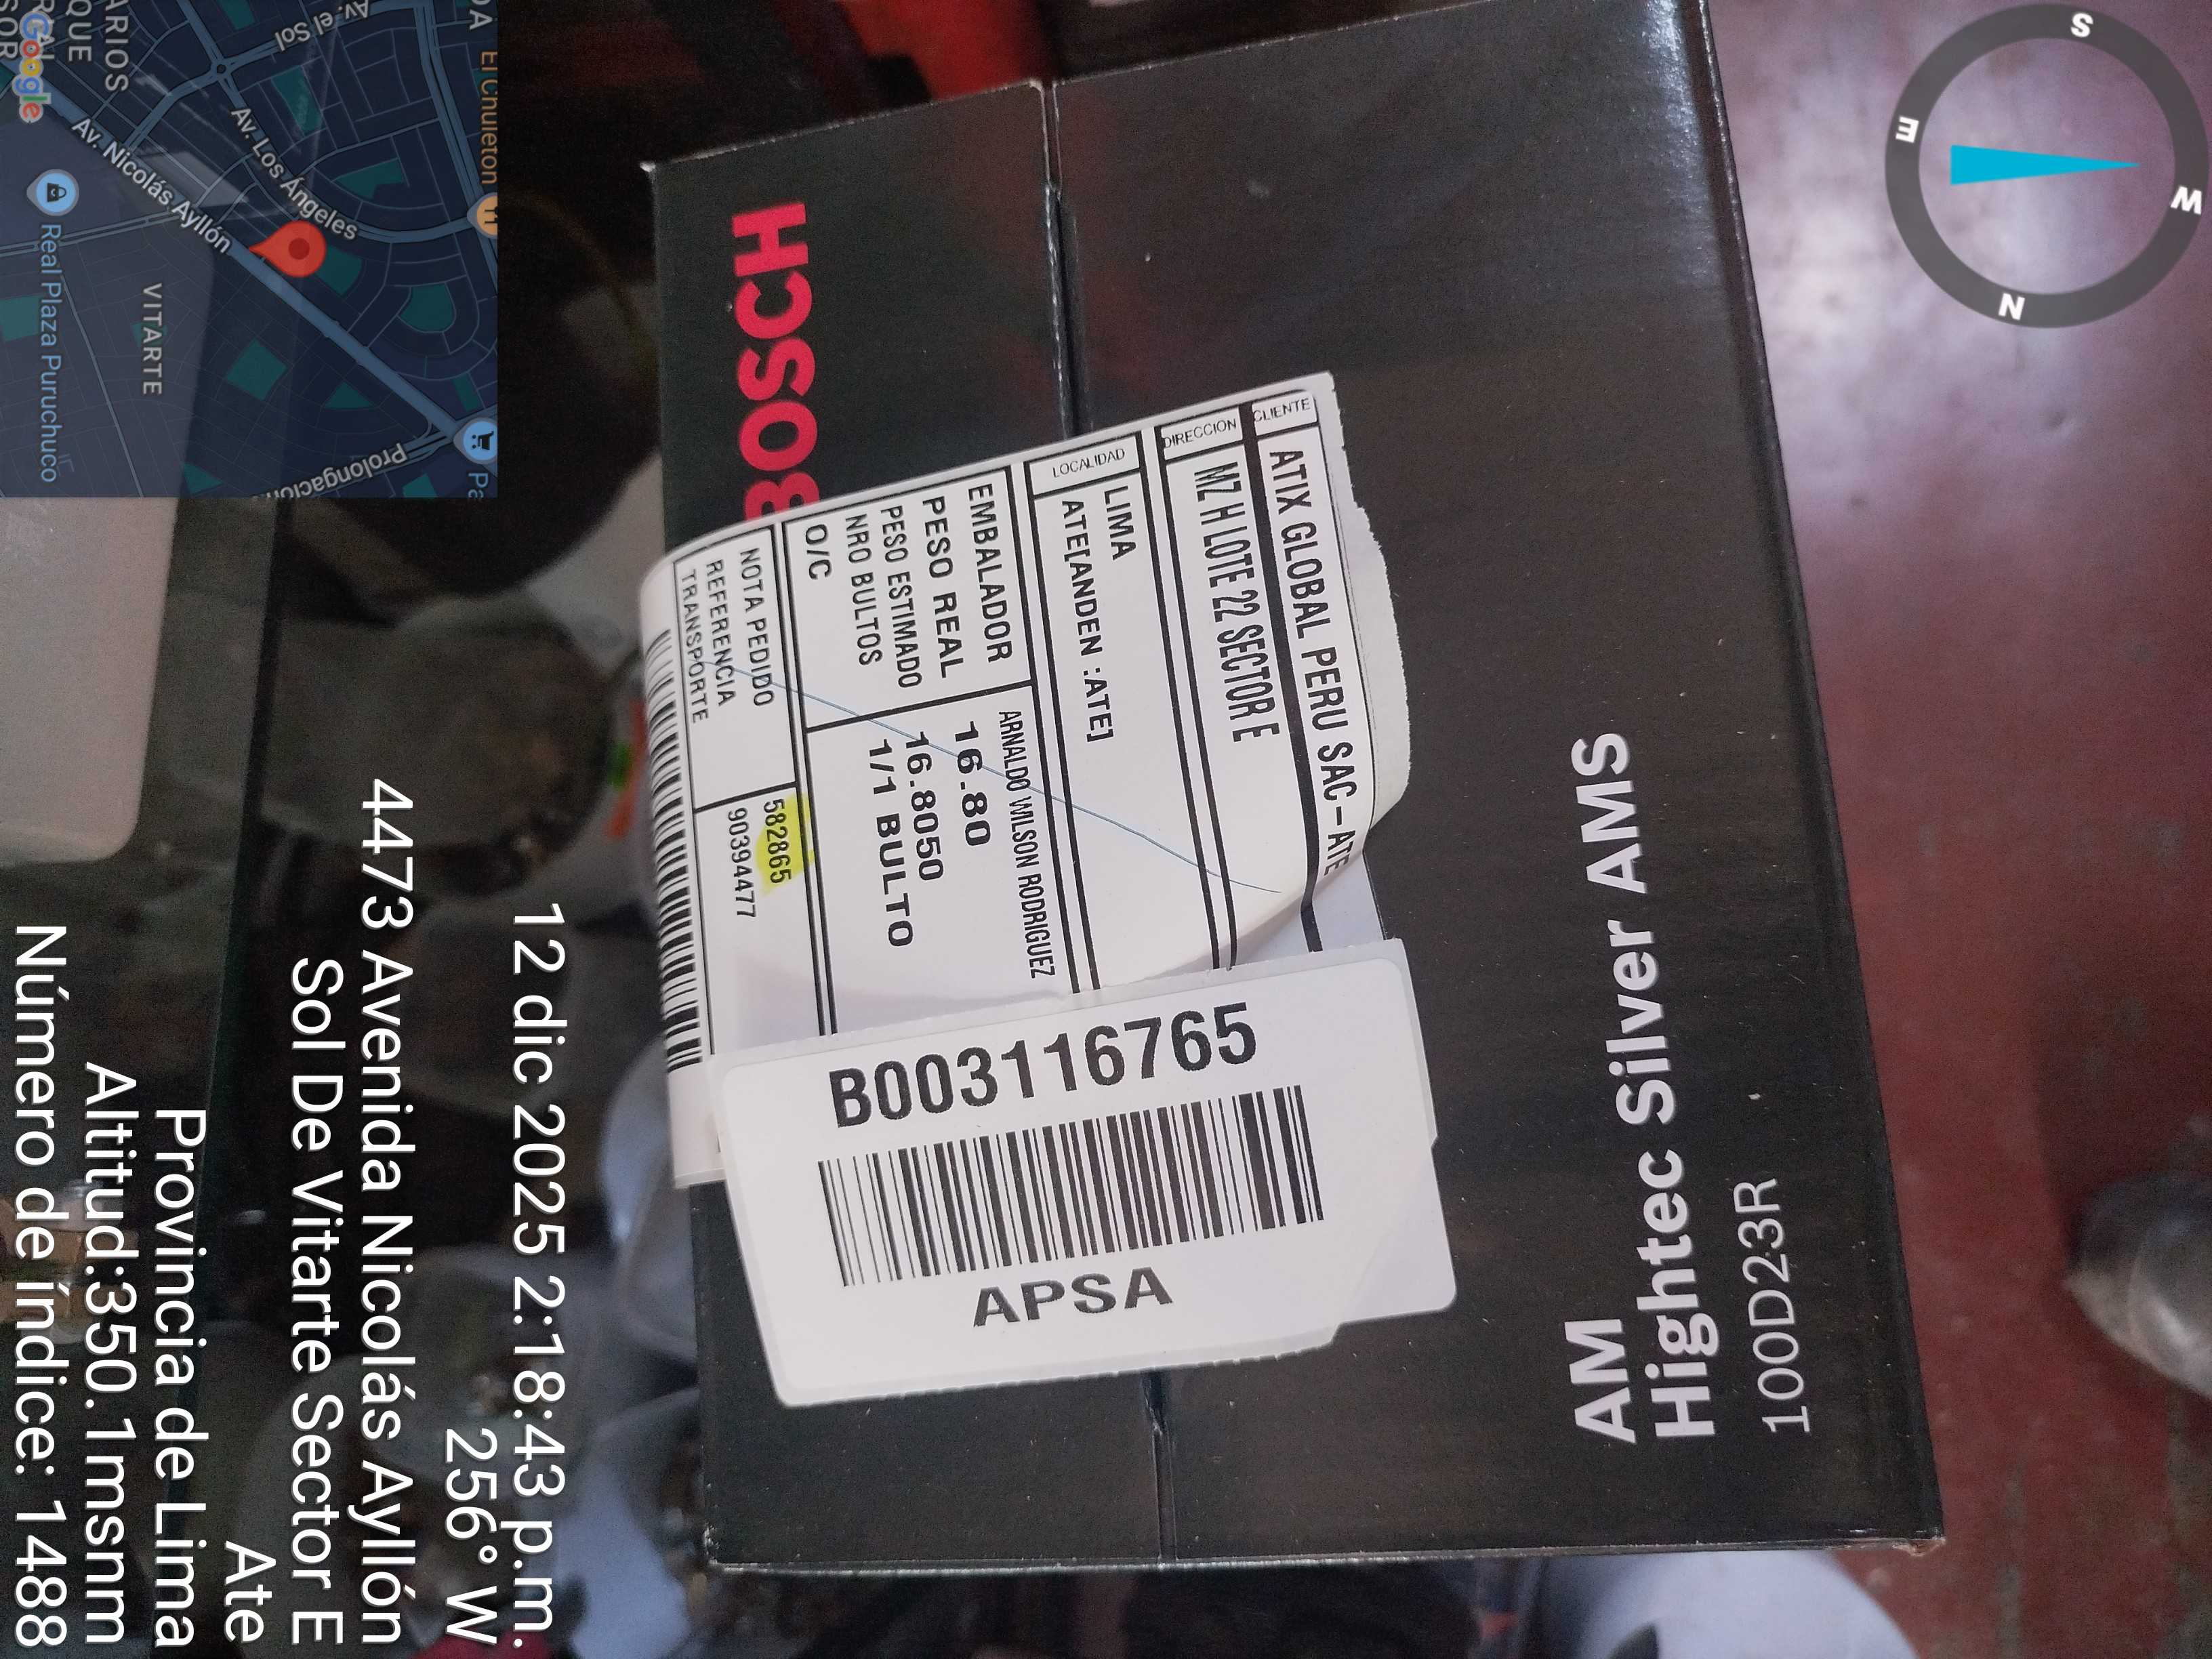 BOSCH
CLIENTE
ATIX GLOBAL PERU SAC-ATE
DIRECCION
MZ H LOTE 22 SECTOR E
LOCALIDAD
LIMA
ATE[ANDEN :ATE]
EMBALADOR ARNALDO WILSON RODRIGUEZ
PESO REAL 16.80
PESO ESTIMADO 16.8050
NRO BULTOS 1/1 BULTO
O/C
NOTA PEDIDO 582865
REFERENCIA 90394477
TRANSPORTE
B003116765
APSA
AM
Hightec Silver AMS
100D23R
S
E
W
N
Av. el Sol
El Chuleton
Av. Los Ángeles
Av. Nicolás Ayllón
Real Plaza Puruchuco
VITARTE
Prolongación
Google
12 dic 2025 2:18:43 p.m.
256° W
4473 Avenida Nicolás Ayllón
Sol De Vitarte Sector E
Ate
Provincia de Lima
Altitud:350.1msnm
Número de índice: 1488